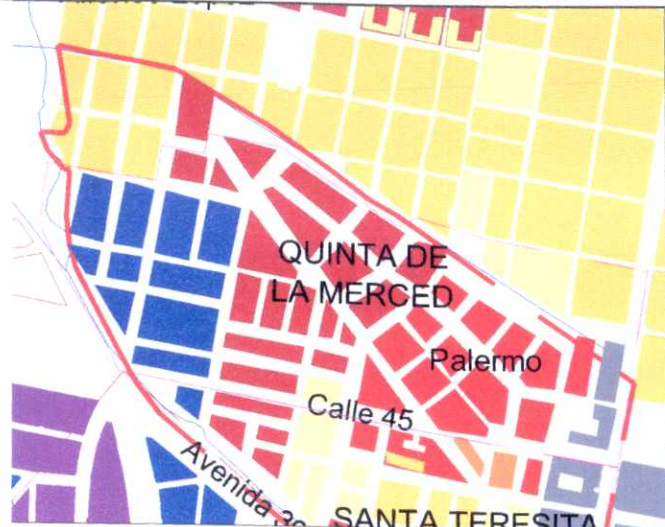 QUINTA DE
LA MERCED
Palermo
Calle 45
Avenida
SANTA TERESITA